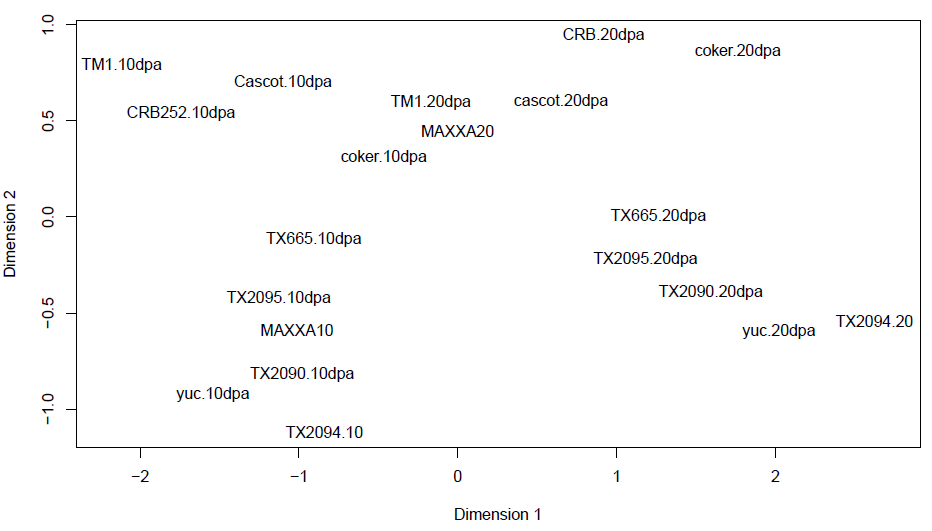 1.0
CRB.20dpa
coker.20dpa
TM1.10dpa
Cascot.10dpa
TM1.20dpa
cascot.20dpa
CRB252.10dpa
0.5
MAXXA20
coker.10dpa
Dimension 2
0.0
TX665.20dpa
TX665.10dpa
TX2095.20dpa
TX2095.10dpa
TX2090.20dpa
−0.5
MAXXA10
yuc.20dpa
TX2094.20
TX2090.10dpa
yuc.10dpa
−1.0
TX2094.10
−2
−1
0
1
2
Dimension 1